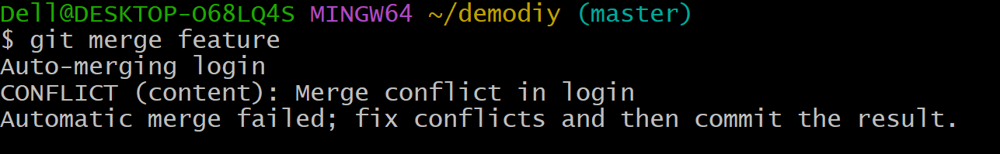 Dell@DESKTOP-O68LQ4S MINGW64 ~/demodiy (master)
$ git merge feature
Auto-merging login
CONFLICT (content): Merge conflict in login
Automatic merge failed; fix conflicts and then commit the result.